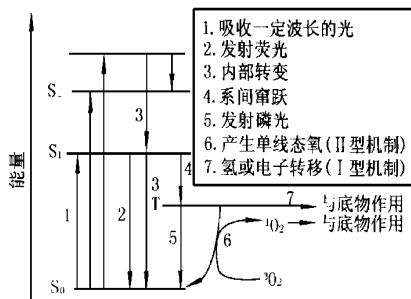 1.吸收一定波长的光
2.发射荧光
3.内部转变
4.系间窜跃
5.发射磷光
6.产生单线态氧(II型机制)
7.氢或电子转移(I型机制)
能量
S₋
3
S₁
4
3
T
7
与底物作用
1
2
5
6
¹O₂
与底物作用
³O₂
S₀